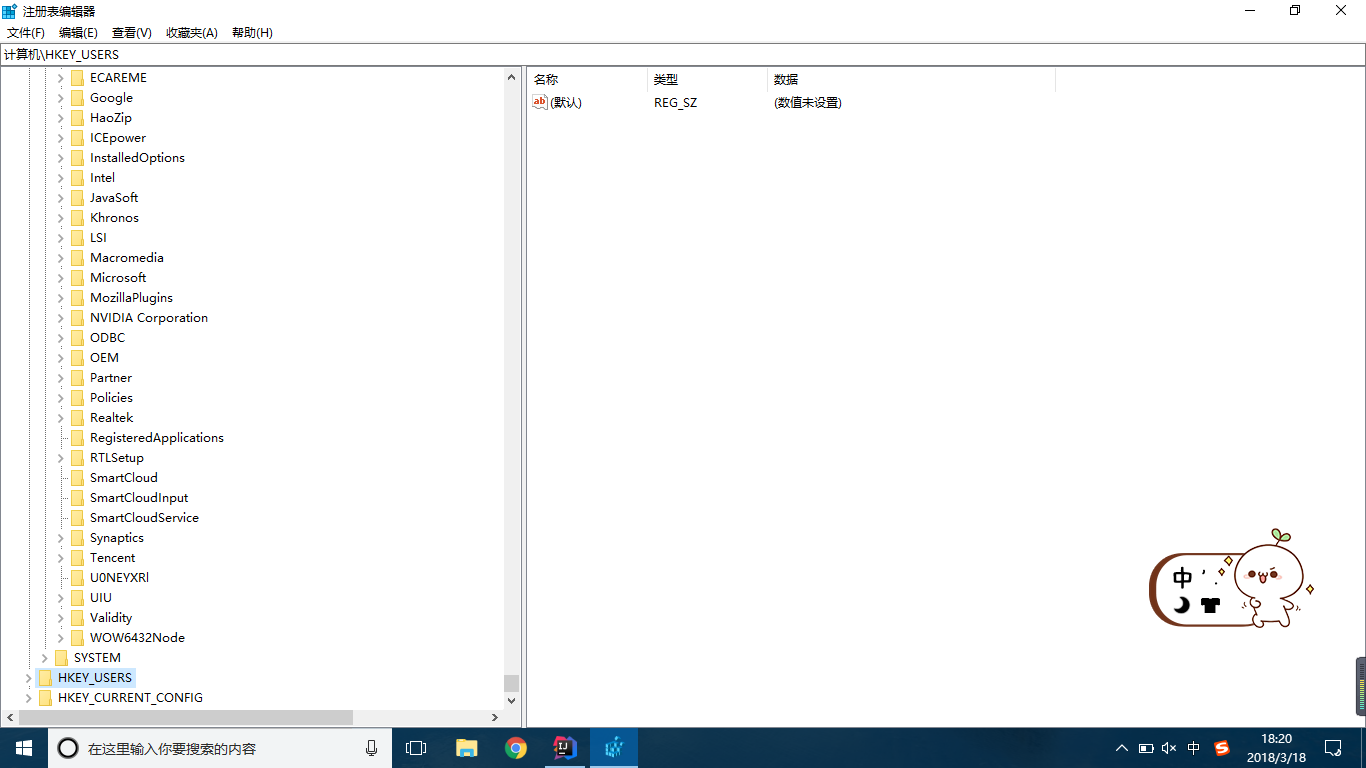 注册表编辑器
文件(F) 编辑(E) 查看(V) 收藏夹(A) 帮助(H)
计算机\HKEY_USERS
ECAREME
Google
HaoZip
ICEpower
InstalledOptions
Intel
JavaSoft
Khronos
LSI
Macromedia
Microsoft
MozillaPlugins
NVIDIA Corporation
ODBC
OEM
Partner
Policies
Realtek
RegisteredApplications
RTLSetup
SmartCloud
SmartCloudInput
SmartCloudService
Synaptics
Tencent
U0NEYXRl
UIU
Validity
WOW6432Node
SYSTEM
HKEY_USERS
HKEY_CURRENT_CONFIG
名称 类型 数据
ab (默认) REG_SZ (数值未设置)
中
在这里输入你要搜索的内容
IJ
中
S
18:20
2018/3/18